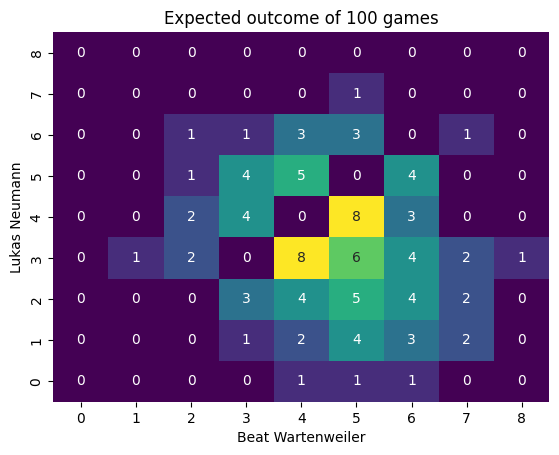 Expected outcome of 100 games
Lukas Neumann
8 0 0 0 0 0 0 0 0 0
7 0 0 0 0 0 1 0 0 0
6 0 0 1 1 3 3 0 1 0
5 0 0 1 4 5 0 4 0 0
4 0 0 2 4 0 8 3 0 0
3 0 1 2 0 8 6 4 2 1
2 0 0 0 3 4 5 4 2 0
1 0 0 0 1 2 4 3 2 0
0 0 0 0 0 1 1 1 0 0
0 1 2 3 4 5 6 7 8
Beat Wartenweiler